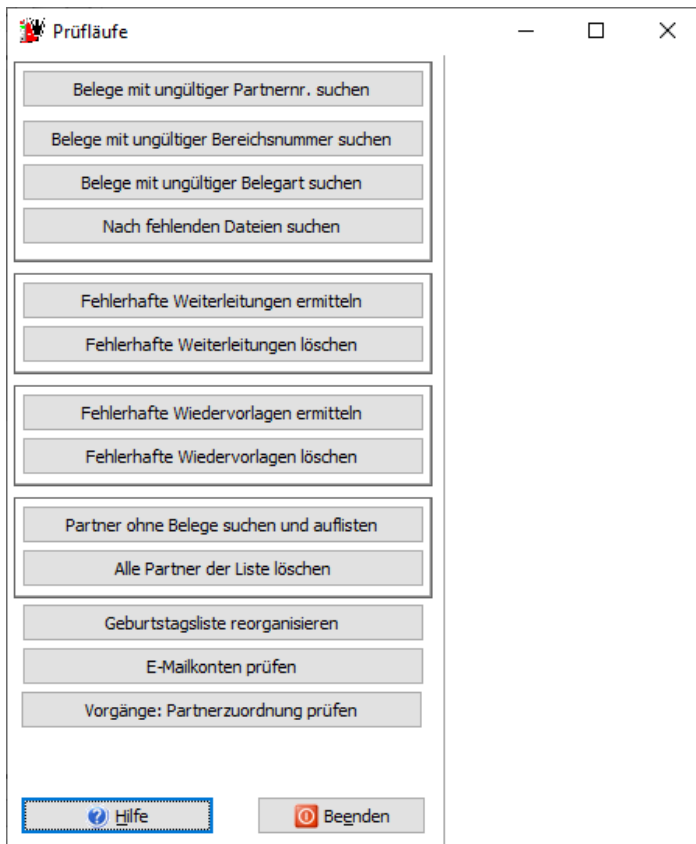 Prüfläufe
Belege mit ungültiger Partnernr. suchen
Belege mit ungültiger Bereichsnummer suchen
Belege mit ungültiger Belegart suchen
Nach fehlenden Dateien suchen
Fehlerhafte Weiterleitungen ermitteln
Fehlerhafte Weiterleitungen löschen
Fehlerhafte Wiedervorlagen ermitteln
Fehlerhafte Wiedervorlagen löschen
Partner ohne Belege suchen und auflisten
Alle Partner der Liste löschen
Geburtstagsliste reorganisieren
E-Mailkonten prüfen
Vorgänge: Partnerzuordnung prüfen
Hilfe
Beenden